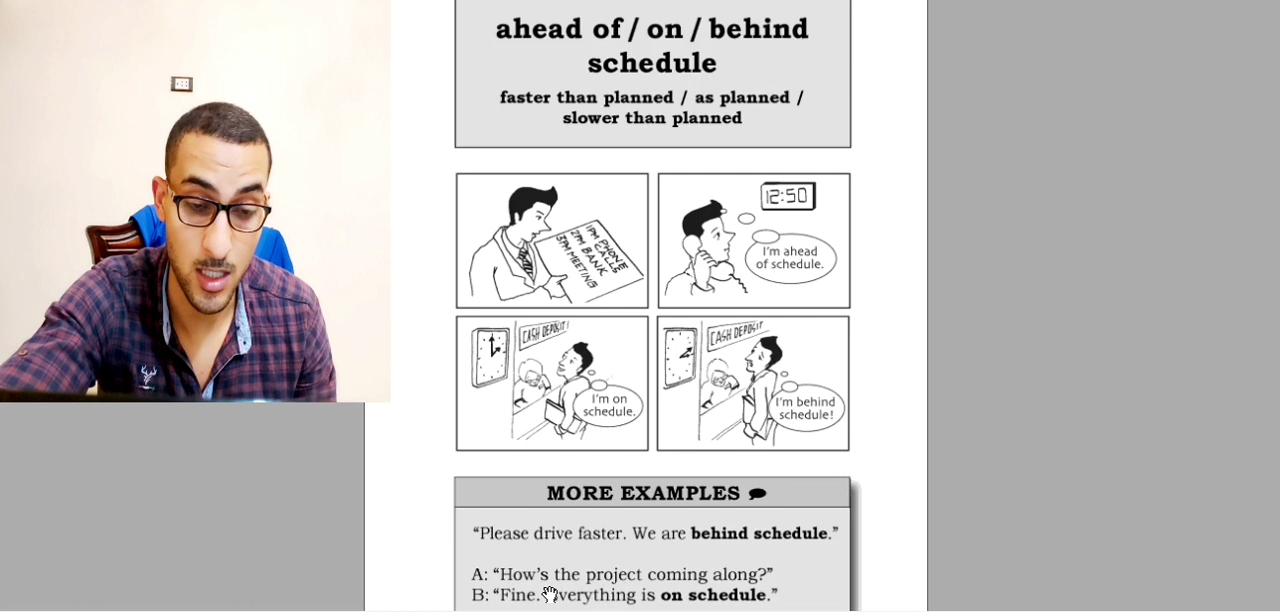 ahead of / on / behind
schedule
faster than planned / as planned /
slower than planned
1PM PHONE
CALLS
2PM BANK
3PM MEETING
12:50
I'm ahead
of schedule.
CASH DEPOSIT
I'm on
schedule.
CASH DEPOSIT
I'm behind
schedule!
MORE EXAMPLES
“Please drive faster. We are behind schedule.”
A: “How’s the project coming along?”
B: “Fine. Everything is on schedule.”